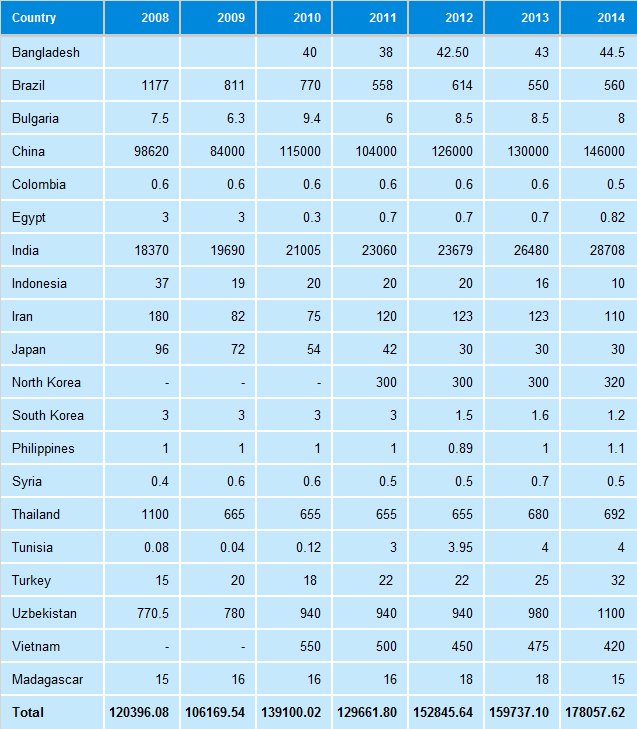 Country 2008 2009 2010 2011 2012 2013 2014
Bangladesh 40 38 42.50 43 44.5
Brazil 1177 811 770 558 614 550 560
Bulgaria 7.5 6.3 9.4 6 8.5 8.5 8
China 98620 84000 115000 104000 126000 130000 146000
Colombia 0.6 0.6 0.6 0.6 0.6 0.6 0.5
Egypt 3 3 0.3 0.7 0.7 0.7 0.82
India 18370 19690 21005 23060 23679 26480 28708
Indonesia 37 19 20 20 20 16 10
Iran 180 82 75 120 123 123 110
Japan 96 72 54 42 30 30 30
North Korea - - - 300 300 300 320
South Korea 3 3 3 3 1.5 1.6 1.2
Philippines 1 1 1 1 0.89 1 1.1
Syria 0.4 0.6 0.6 0.5 0.5 0.7 0.5
Thailand 1100 665 655 655 655 680 692
Tunisia 0.08 0.04 0.12 3 3.95 4 4
Turkey 15 20 18 22 22 25 32
Uzbekistan 770.5 780 940 940 940 980 1100
Vietnam - - 550 500 450 475 420
Madagascar 15 16 16 16 18 18 15
Total 120396.08 106169.54 139100.02 129661.80 152845.64 159737.10 178057.62